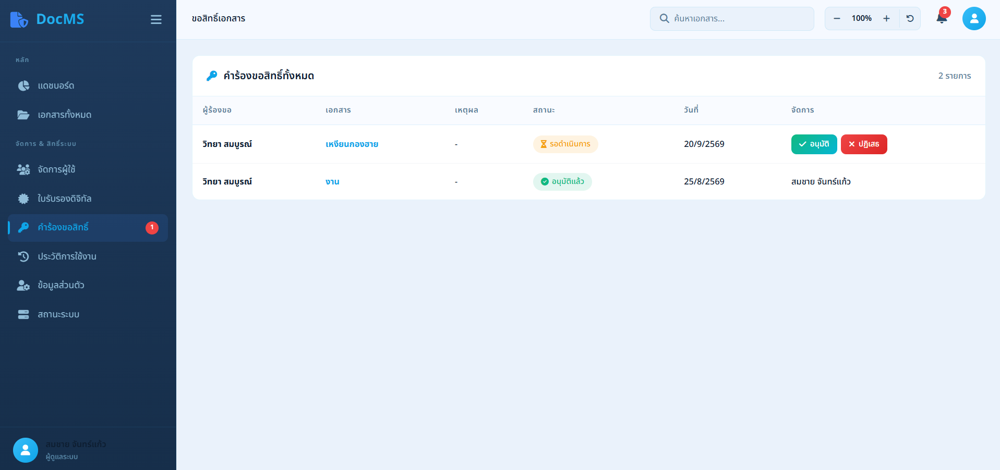 DocMS
หลัก
แดชบอร์ด
เอกสารทั้งหมด
จัดการ & สิทธิ์ระบบ
จัดการผู้ใช้
ใบรับรองดิจิทัล
คำร้องขอสิทธิ์
1
ประวัติการใช้งาน
ข้อมูลส่วนตัว
สถานะระบบ
สมชาย จันทร์แก้ว
ผู้ดูแลระบบ
ขอสิทธิ์เอกสาร
ค้นหาเอกสาร...
100%
3
คำร้องขอสิทธิ์ทั้งหมด
2 รายการ
ผู้ร้องขอ เอกสาร เหตุผล สถานะ วันที่ จัดการ
วิทยา สมบูรณ์ เหงียนกองฮาย - รอดำเนินการ 20/9/2569 อนุมัติ ปฏิเสธ
วิทยา สมบูรณ์ งาน - อนุมัติแล้ว 25/8/2569 สมชาย จันทร์แก้ว